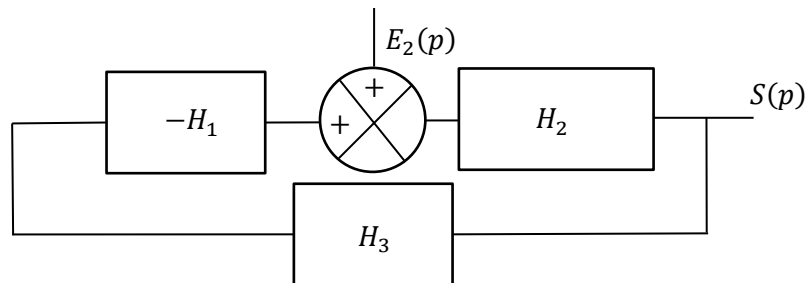 E₂(p)
+
S(p)
−H₁
+
H₂
H₃